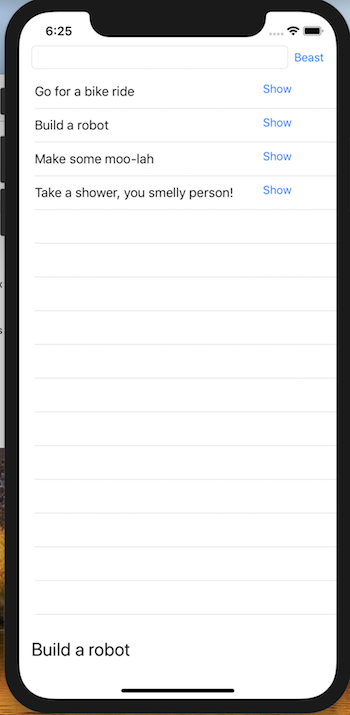 6:25
Beast
Go for a bike ride Show
Build a robot Show
Make some moo-lah Show
Take a shower, you smelly person! Show
Build a robot